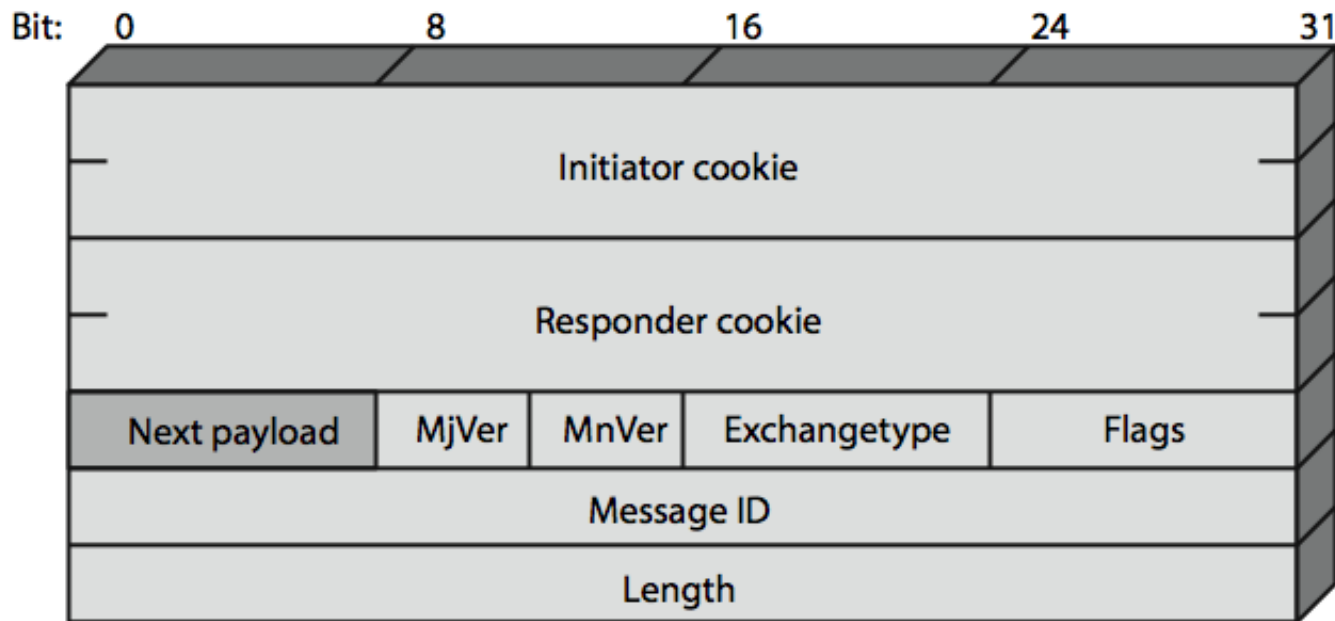 Bit: 0 8 16 24 31
Initiator cookie
Responder cookie
Next payload MjVer MnVer Exchangetype Flags
Message ID
Length